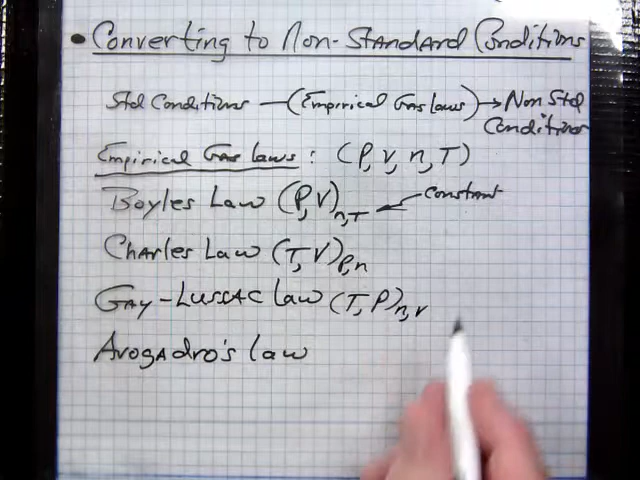 • Converting to Non-Standard Conditions
Std Conditions —(Empirical Gas laws)→ Non Std
Conditions
Empirical Gas laws: (P, V, n, T)
Boyles Law (P, V)n,T ← Constant
Charles Law (T, V)P,n
Gay-Lussac law (T, P)n,v
Avogadro's law